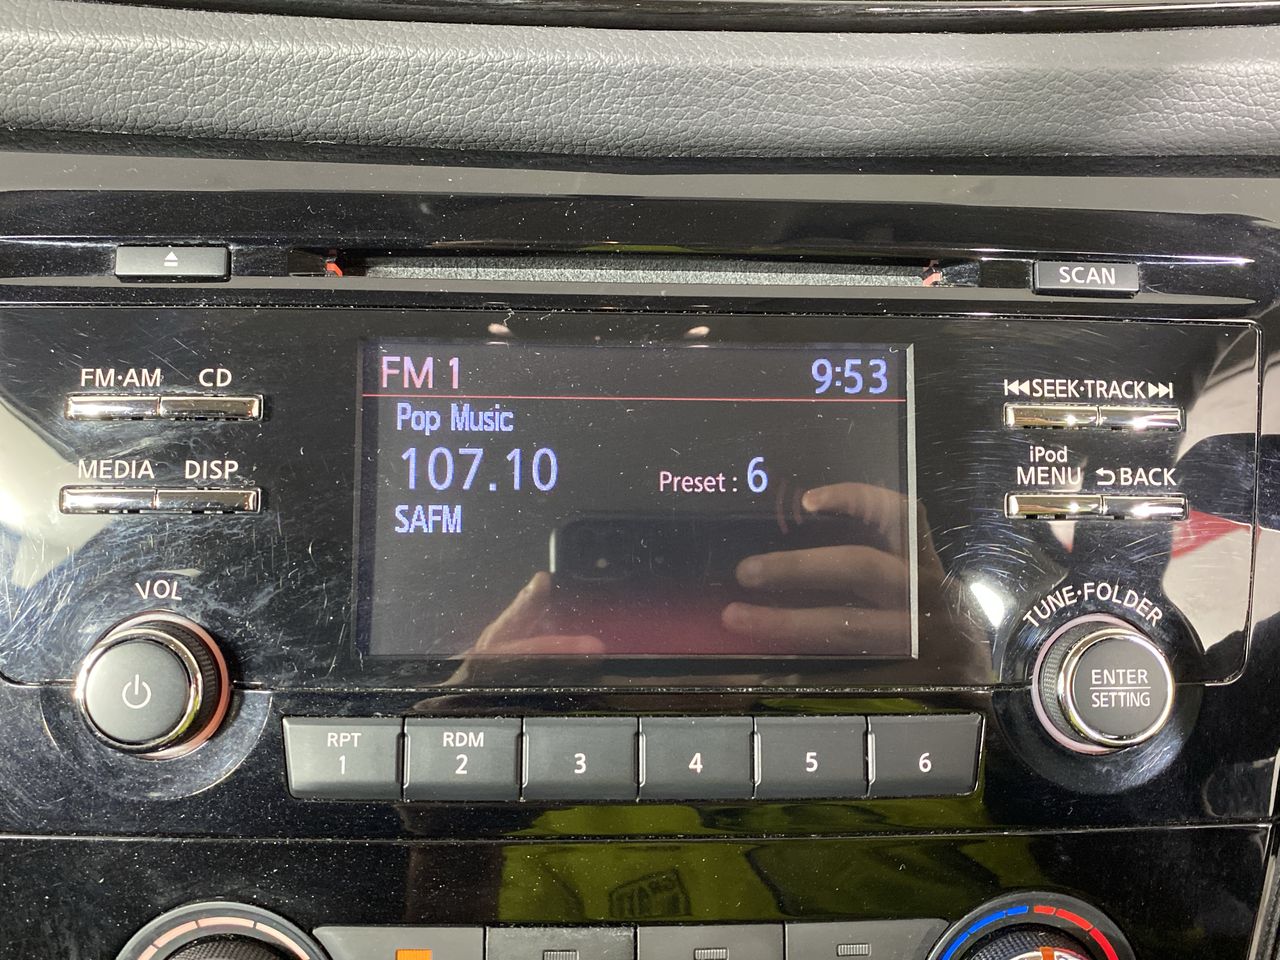 SCAN
FM·AM CD
FM 1 9:53
SEEK·TRACK
Pop Music
MEDIA DISP
107.10 Preset : 6
iPod
MENU BACK
SAFM
VOL
TUNE·FOLDER
ENTER
SETTING
RPT RDM
1 2 3 4 5 6